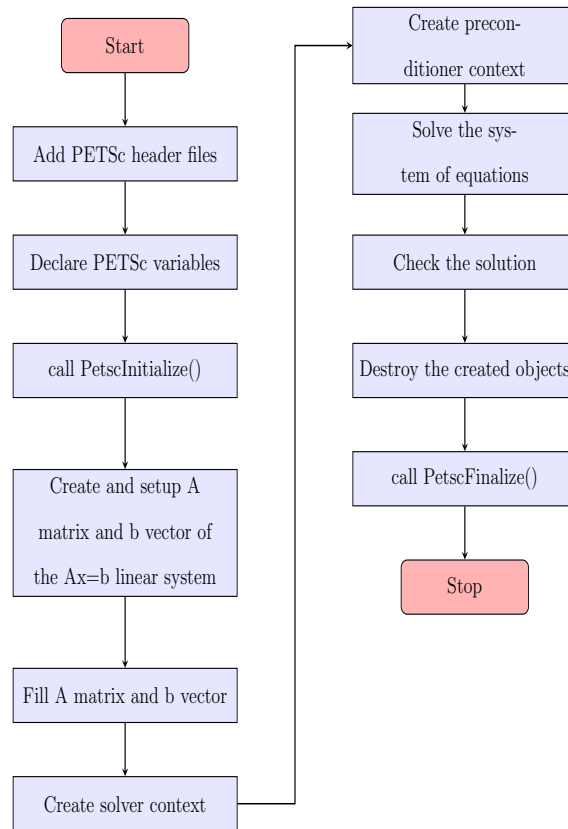 Start
Add PETSc header files
Declare PETSc variables
call PetscInitialize()
Create and setup A
matrix and b vector of
the Ax=b linear system
Fill A matrix and b vector
Create solver context
Create precon-
ditioner context
Solve the sys-
tem of equations
Check the solution
Destroy the created objects
call PetscFinalize()
Stop